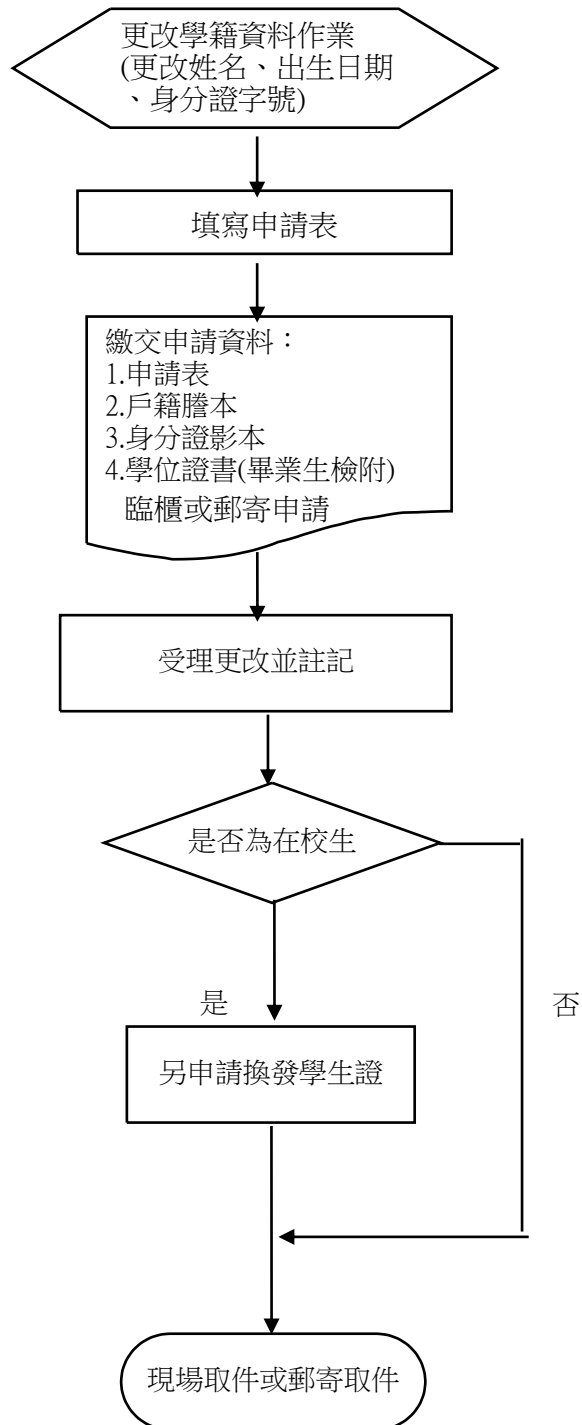 更改學籍資料作業
(更改姓名、出生日期
、身分證字號)
填寫申請表
繳交申請資料：
1.申請表
2.戶籍謄本
3.身分證影本
4.學位證書(畢業生檢附)
臨櫃或郵寄申請
受理更改並註記
是否為在校生
是
否
另申請換發學生證
現場取件或郵寄取件